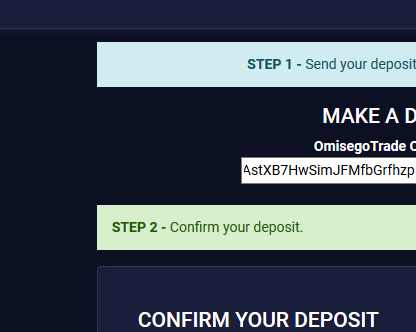 STEP 1 - Send your deposit
MAKE A D
OmisegoTrade C
AstXB7HwSimJFMfbGrfhzp
STEP 2 - Confirm your deposit.
CONFIRM YOUR DEPOSIT